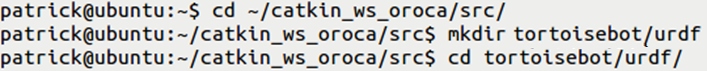 patrick@ubuntu:~$ cd ~/catkin_ws_oroca/src/
patrick@ubuntu:~/catkin_ws_oroca/src$ mkdir tortoisebot/urdf
patrick@ubuntu:~/catkin_ws_oroca/src$ cd tortoisebot/urdf/